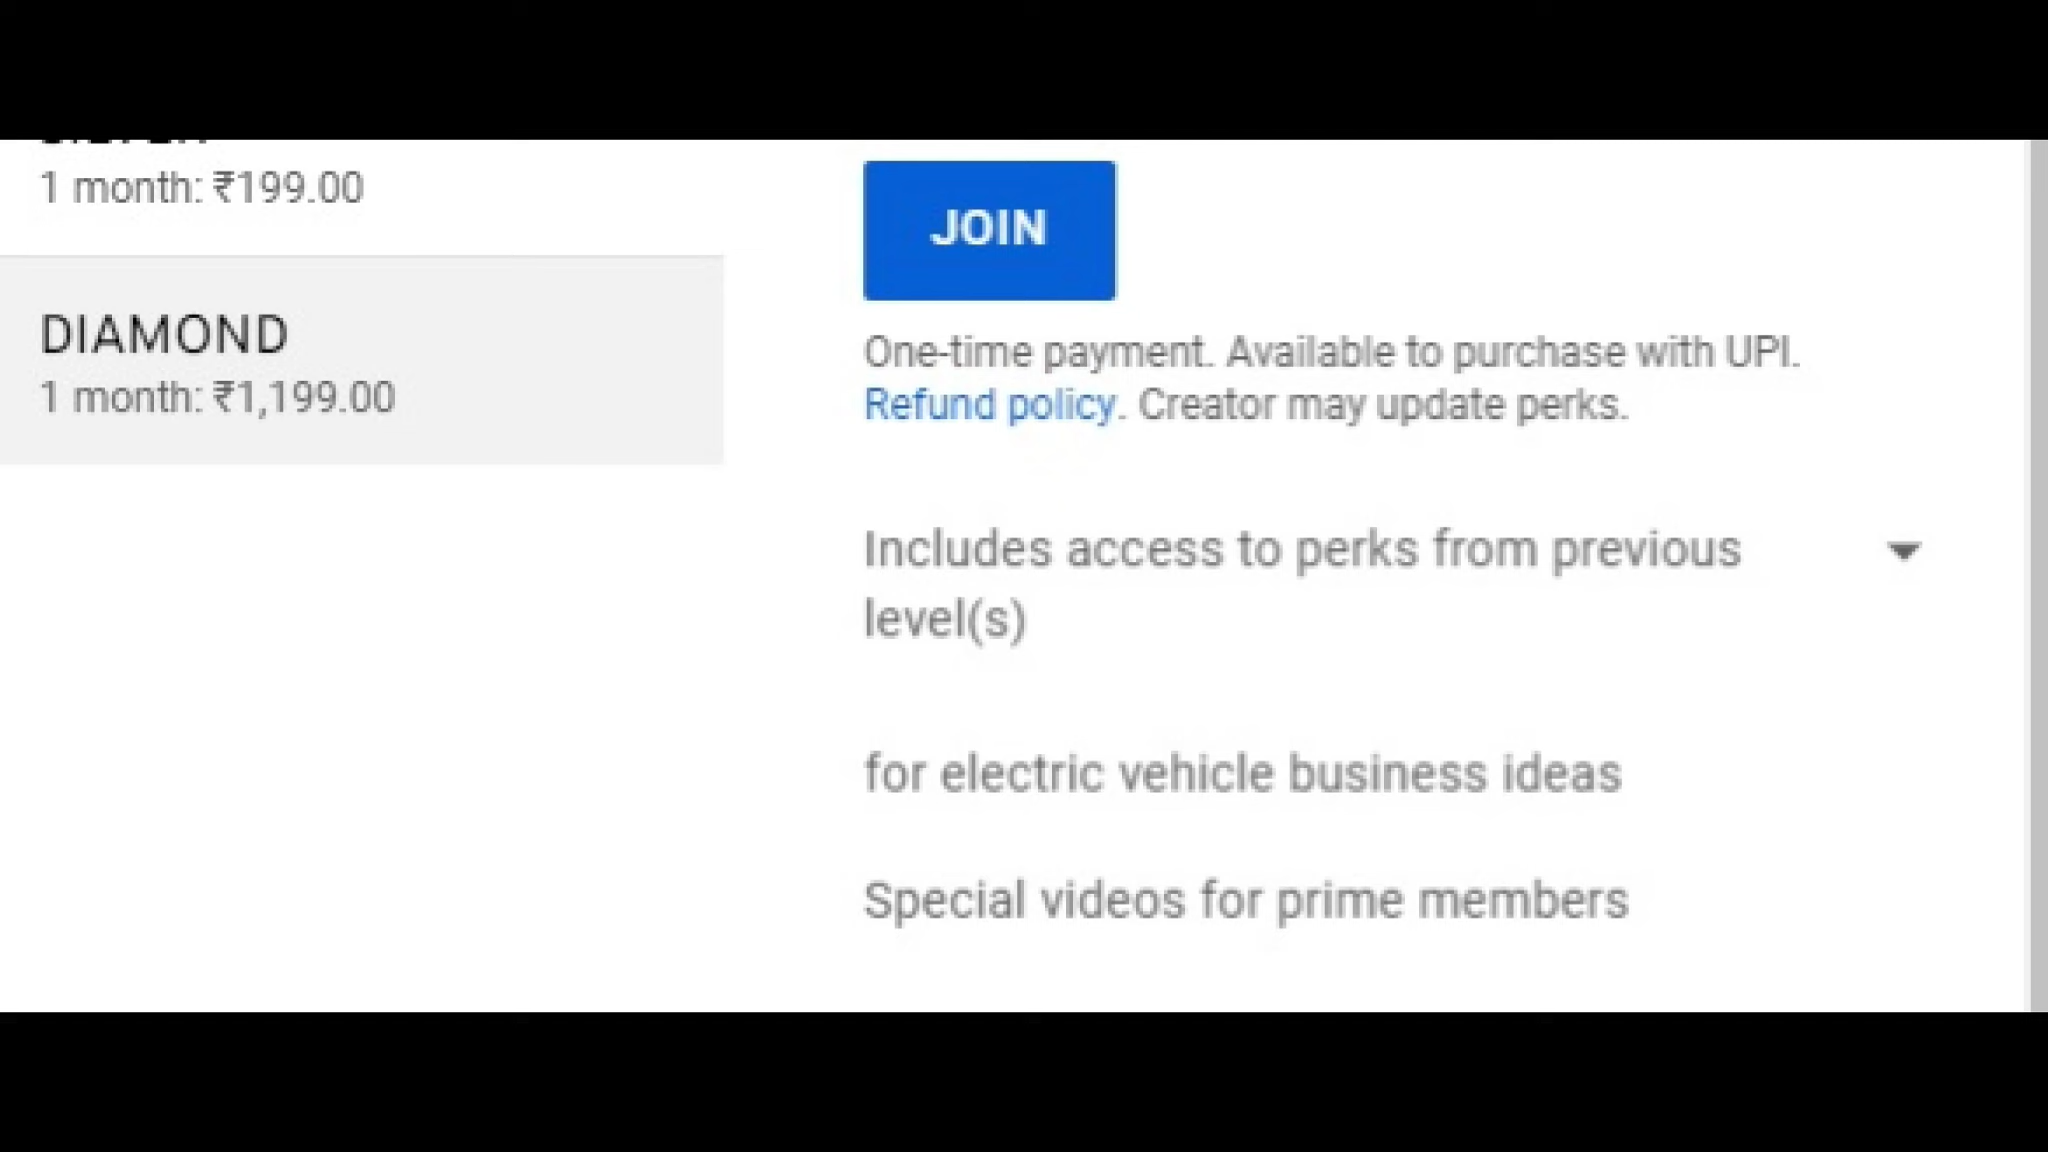 1 month: ₹199.00
DIAMOND
1 month: ₹1,199.00
JOIN
One-time payment. Available to purchase with UPI.
Refund policy. Creator may update perks.
Includes access to perks from previous
level(s)
for electric vehicle business ideas
Special videos for prime members